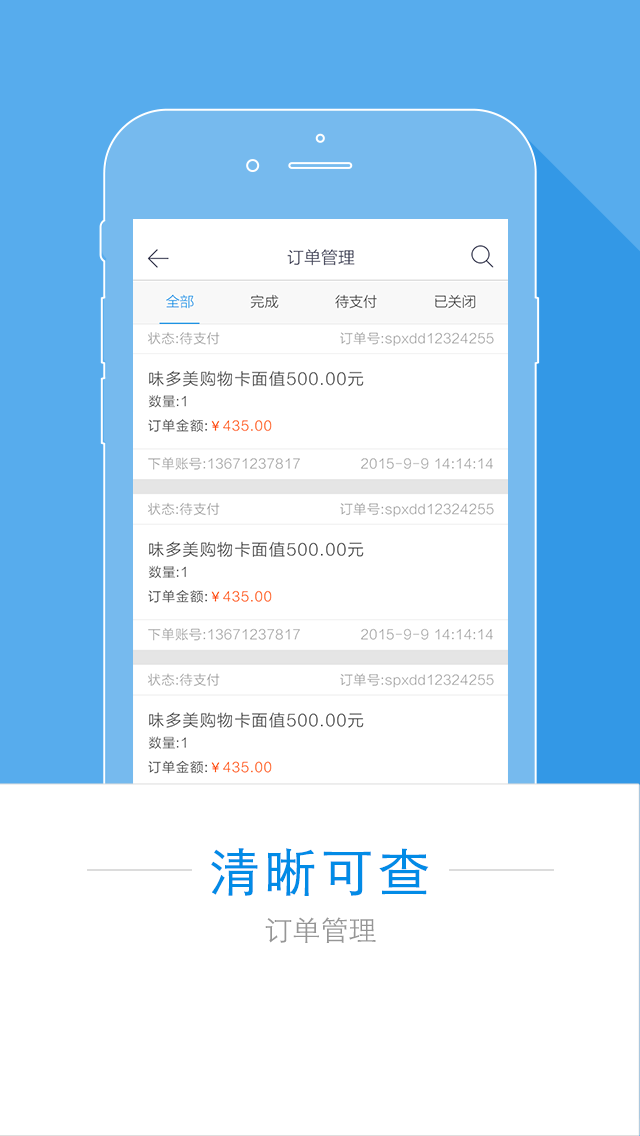 订单管理
全部 完成 待支付 已关闭
状态:待支付 订单号:spxdd12324255
味多美购物卡面值500.00元
数量:1
订单金额:￥435.00
下单账号:13671237817 2015-9-9 14:14:14
状态:待支付 订单号:spxdd12324255
味多美购物卡面值500.00元
数量:1
订单金额:￥435.00
下单账号:13671237817 2015-9-9 14:14:14
状态:待支付 订单号:spxdd12324255
味多美购物卡面值500.00元
数量:1
订单金额:￥435.00
清晰可查
订单管理